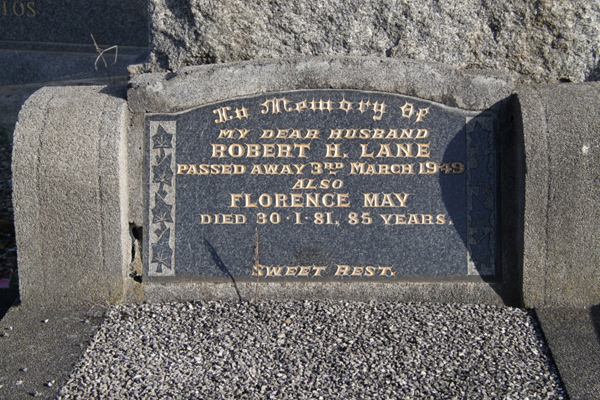 In Memory of
MY DEAR HUSBAND
ROBERT H. LANE
PASSED AWAY 3RD MARCH 1949
ALSO
FLORENCE MAY
DIED 30·1·81, 85 YEARS.
SWEET REST.